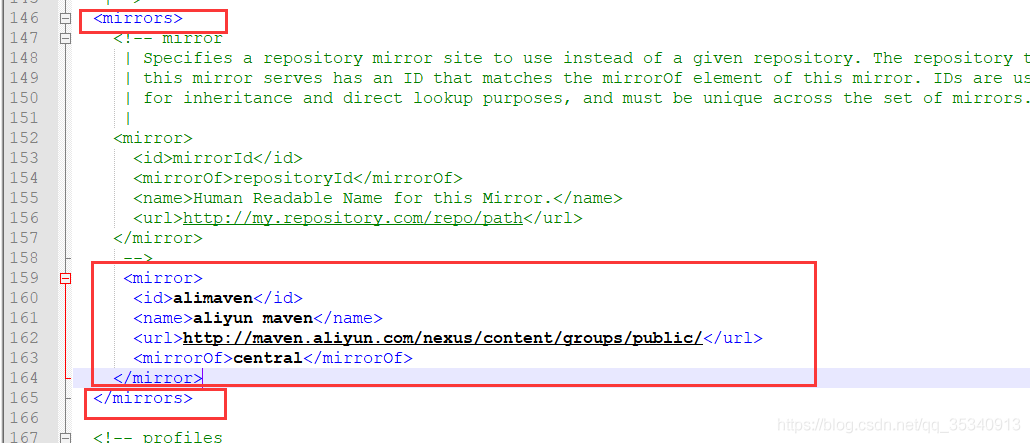 146 <mirrors>
147 <!-- mirror
148 | Specifies a repository mirror site to use instead of a given repository. The repository t
149 | this mirror serves has an ID that matches the mirrorOf element of this mirror. IDs are us
150 | for inheritance and direct lookup purposes, and must be unique across the set of mirrors.
151 |
152 <mirror>
153 <id>mirrorId</id>
154 <mirrorOf>repositoryId</mirrorOf>
155 <name>Human Readable Name for this Mirror.</name>
156 <url>http://my.repository.com/repo/path</url>
157 </mirror>
158 -->
159 <mirror>
160 <id>alimaven</id>
161 <name>aliyun maven</name>
162 <url>http://maven.aliyun.com/nexus/content/groups/public/</url>
163 <mirrorOf>central</mirrorOf>
164 </mirror>
165 </mirrors>
166
167 <!-- profiles
https://blog.csdn.net/qq_35340913